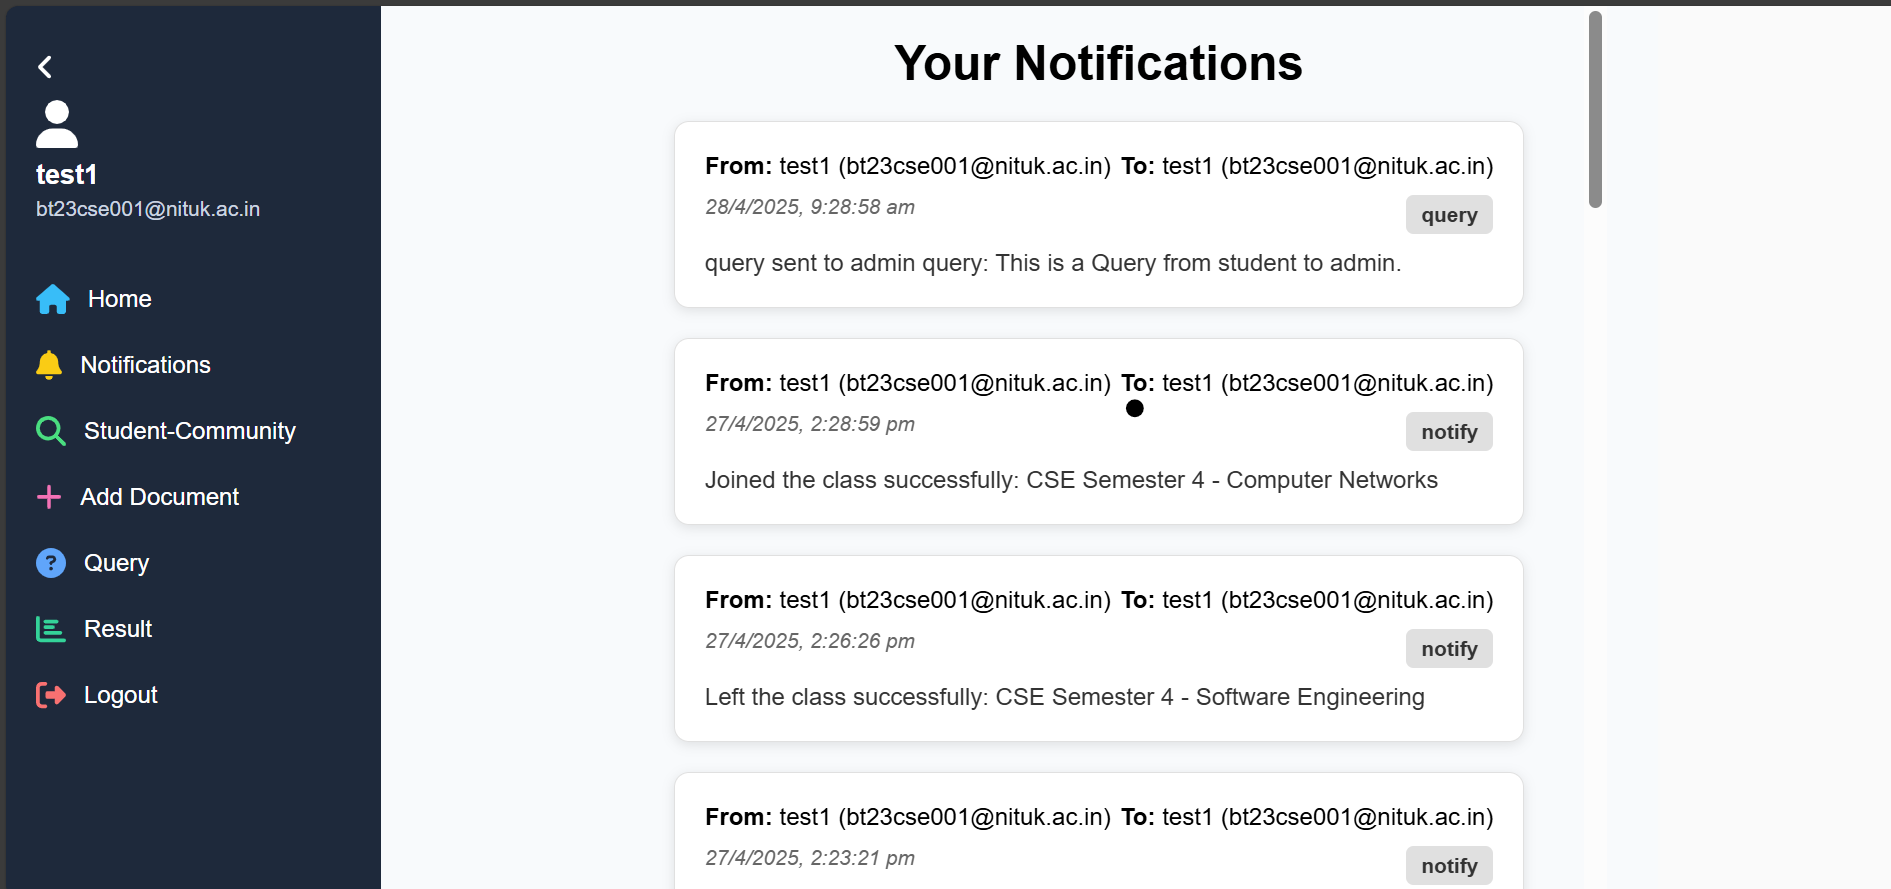 test1
bt23cse001@nituk.ac.in
Home
Notifications
Student-Community
Add Document
Query
Result
Logout
Your Notifications
From: test1 (bt23cse001@nituk.ac.in) To: test1 (bt23cse001@nituk.ac.in)
28/4/2025, 9:28:58 am
query
query sent to admin query: This is a Query from student to admin.
From: test1 (bt23cse001@nituk.ac.in) To: test1 (bt23cse001@nituk.ac.in)
27/4/2025, 2:28:59 pm
notify
Joined the class successfully: CSE Semester 4 - Computer Networks
From: test1 (bt23cse001@nituk.ac.in) To: test1 (bt23cse001@nituk.ac.in)
27/4/2025, 2:26:26 pm
notify
Left the class successfully: CSE Semester 4 - Software Engineering
From: test1 (bt23cse001@nituk.ac.in) To: test1 (bt23cse001@nituk.ac.in)
27/4/2025, 2:23:21 pm
notify